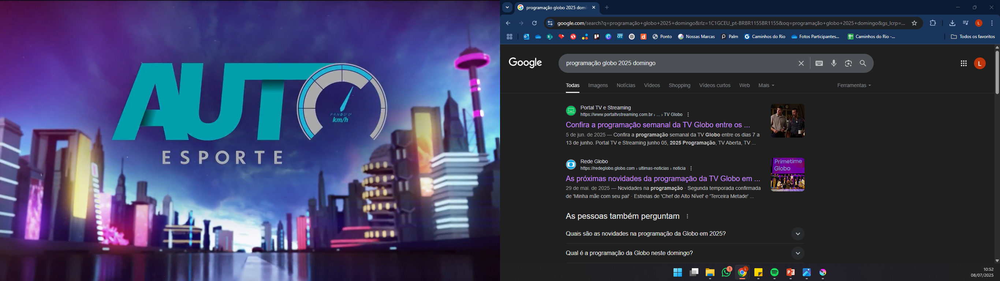 AUTO
P R N D D¹ D²
km/h
ESPORTE
programação globo 2025 domi
google.com/search?q=programação+globo+2025+domingo&rlz=1C1GCEU_pt-BRBR1155BR1155&oq=programação+globo+2025+domingo&gs_lcrp=...
L
Ponto
Nossas Marcas
Palm
Caminhos do Rio
Fotos Participantes...
Caminhos do Rio -...
Todos os favoritos
Google
programação globo 2025 domingo
L
Todas Imagens Notícias Vídeos Shopping Vídeos curtos Web Mais Ferramentas
Portal TV e Streaming
https://www.portaltvstreaming.com.br › ... › TV Globo
Confira a programação semanal da TV Globo entre os ...
5 de jun. de 2025 — Confira a programação semanal da TV Globo entre os dias 7 a
13 de junho. Portal TV e Streaming junho 05, 2025 Programação, TV Aberta, TV ...
Rede Globo
https://redeglobo.globo.com › ultimas-noticias › noticia
As próximas novidades da programação da TV Globo em ...
29 de mai. de 2025 — Novidades na programação · Segunda temporada confirmada
de 'Minha mãe com seu pai' · Estreias de 'Chef de Alto Nível' e 'Terceira Metade' ...
Primetime
Globo
As pessoas também perguntam
Quais são as novidades na programação da Globo em 2025?
Qual é a programação da Globo neste domingo?
1
10:52
08/07/2025